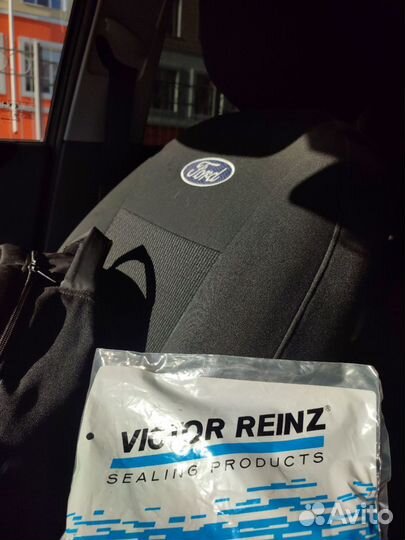 Ford
VICTOR REINZ®
SEALING PRODUCTS
Avito